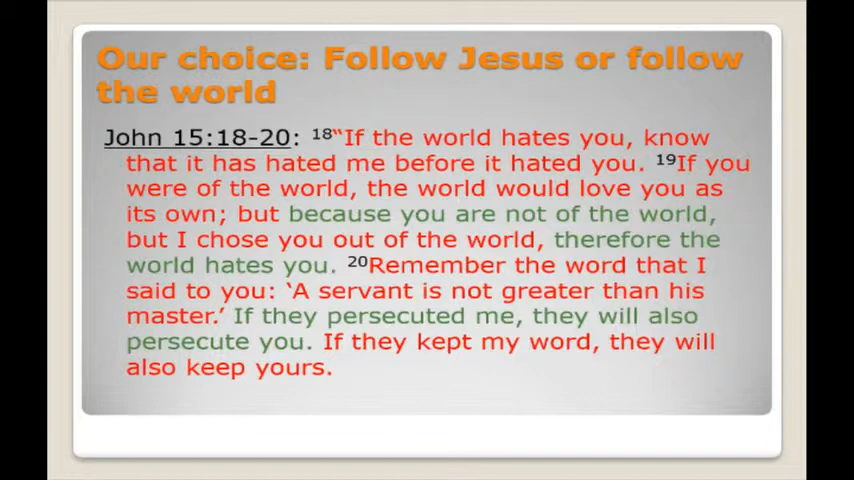 Our choice: Follow Jesus or follow
the world
John 15:18-20: 18“If the world hates you, know
that it has hated me before it hated you. 19If you
were of the world, the world would love you as
its own; but because you are not of the world,
but I chose you out of the world, therefore the
world hates you. 20Remember the word that I
said to you: ‘A servant is not greater than his
master.’ If they persecuted me, they will also
persecute you. If they kept my word, they will
also keep yours.